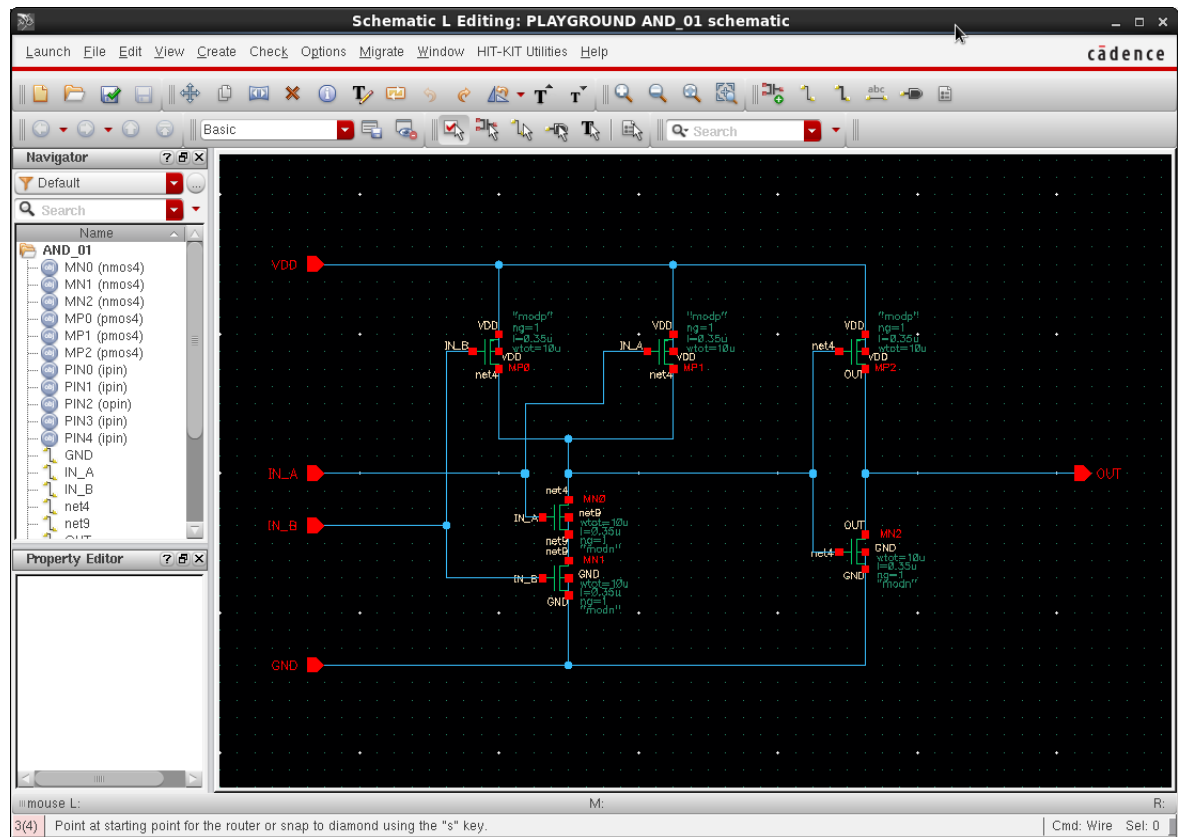 Schematic L Editing: PLAYGROUND AND_01 schematic
Launch File Edit View Create Check Options Migrate Window HIT-KIT Utilities Help
cādence
abc
Basic
Search
Navigator
Default
Search
Name
AND_01
MN0 (nmos4)
MN1 (nmos4)
MN2 (nmos4)
MP0 (pmos4)
MP1 (pmos4)
MP2 (pmos4)
PIN0 (ipin)
PIN1 (ipin)
PIN2 (opin)
PIN3 (ipin)
PIN4 (ipin)
GND
IN_A
IN_B
net4
net9
OUT
Property Editor
VDD
VDD
"modp"
ng=1
l=0.35u
wtot=10u
IN_B
VDD
MP0
net4
VDD
"modp"
ng=1
l=0.35u
wtot=10u
IN_A
VDD
MP1
net4
VDD
"modp"
ng=1
l=0.35u
wtot=10u
net4
VDD
MP2
OUT
IN_A
OUT
IN_B
net4
MN0
net9
IN_A
wtot=10u
l=0.35u
ng=1
"modn"
net9
net9
MN1
GND
IN_B
wtot=10u
l=0.35u
ng=1
"modn"
GND
OUT
MN2
GND
net4
wtot=10u
l=0.35u
ng=1
"modn"
GND
GND
mouse L: M: R:
3(4) Point at starting point for the router or snap to diamond using the "s" key. Cmd: Wire Sel: 0